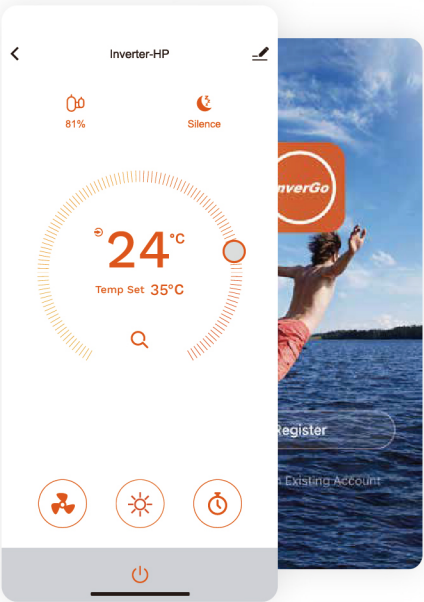 Inverter-HP
81%
Silence
24°C
Temp Set 35°C
nverGo
Register
Existing Account